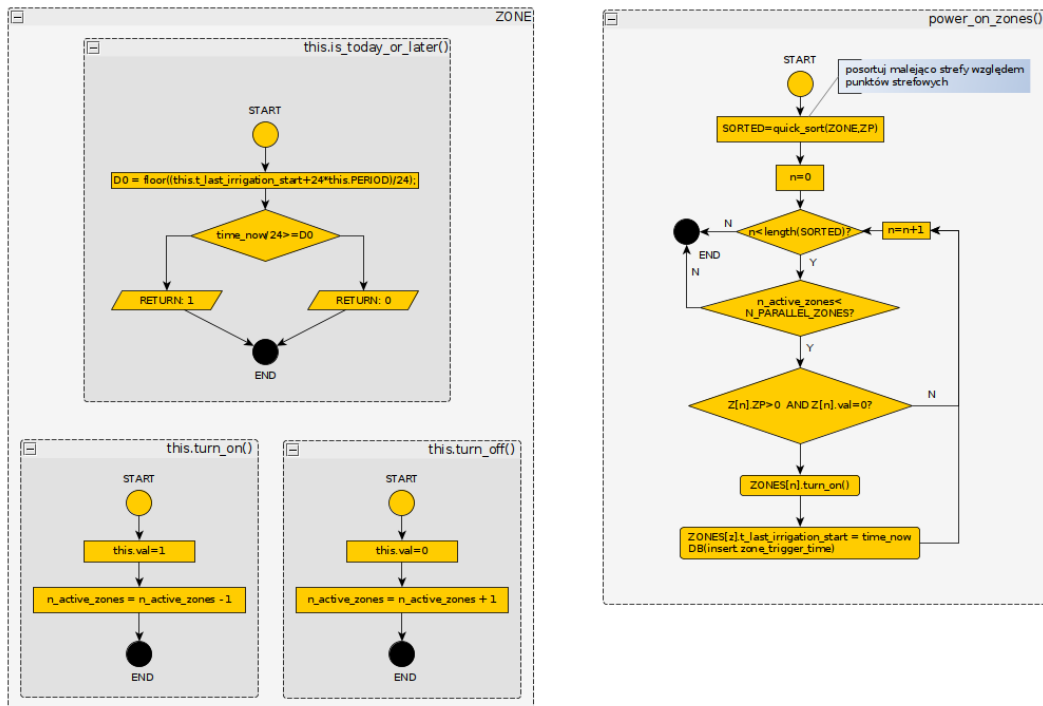 ZONE
this.is_today_or_later()
START
D0 = floor((this.t_last_irrigation_start+24*this.PERIOD)/24);
time_now/24>=D0
RETURN: 1
RETURN: 0
END
this.turn_on()
START
this.val=1
n_active_zones = n_active_zones - 1
END
this.turn_off()
START
this.val=0
n_active_zones = n_active_zones + 1
END
power_on_zones()
START
posortuj malejąco strefy względem
punktów strefowych
SORTED=quick_sort(ZONE,ZP)
n=0
n<length(SORTED)?
N
n=n+1
END
Y
N
n_active_zones<
N_PARALLEL_ZONES?
Y
Z[n].ZP>0 AND Z[n].val=0?
N
ZONES[n].turn_on()
ZONES[z].t_last_irrigation_start = time_now
DB(insert zone_trigger_time)